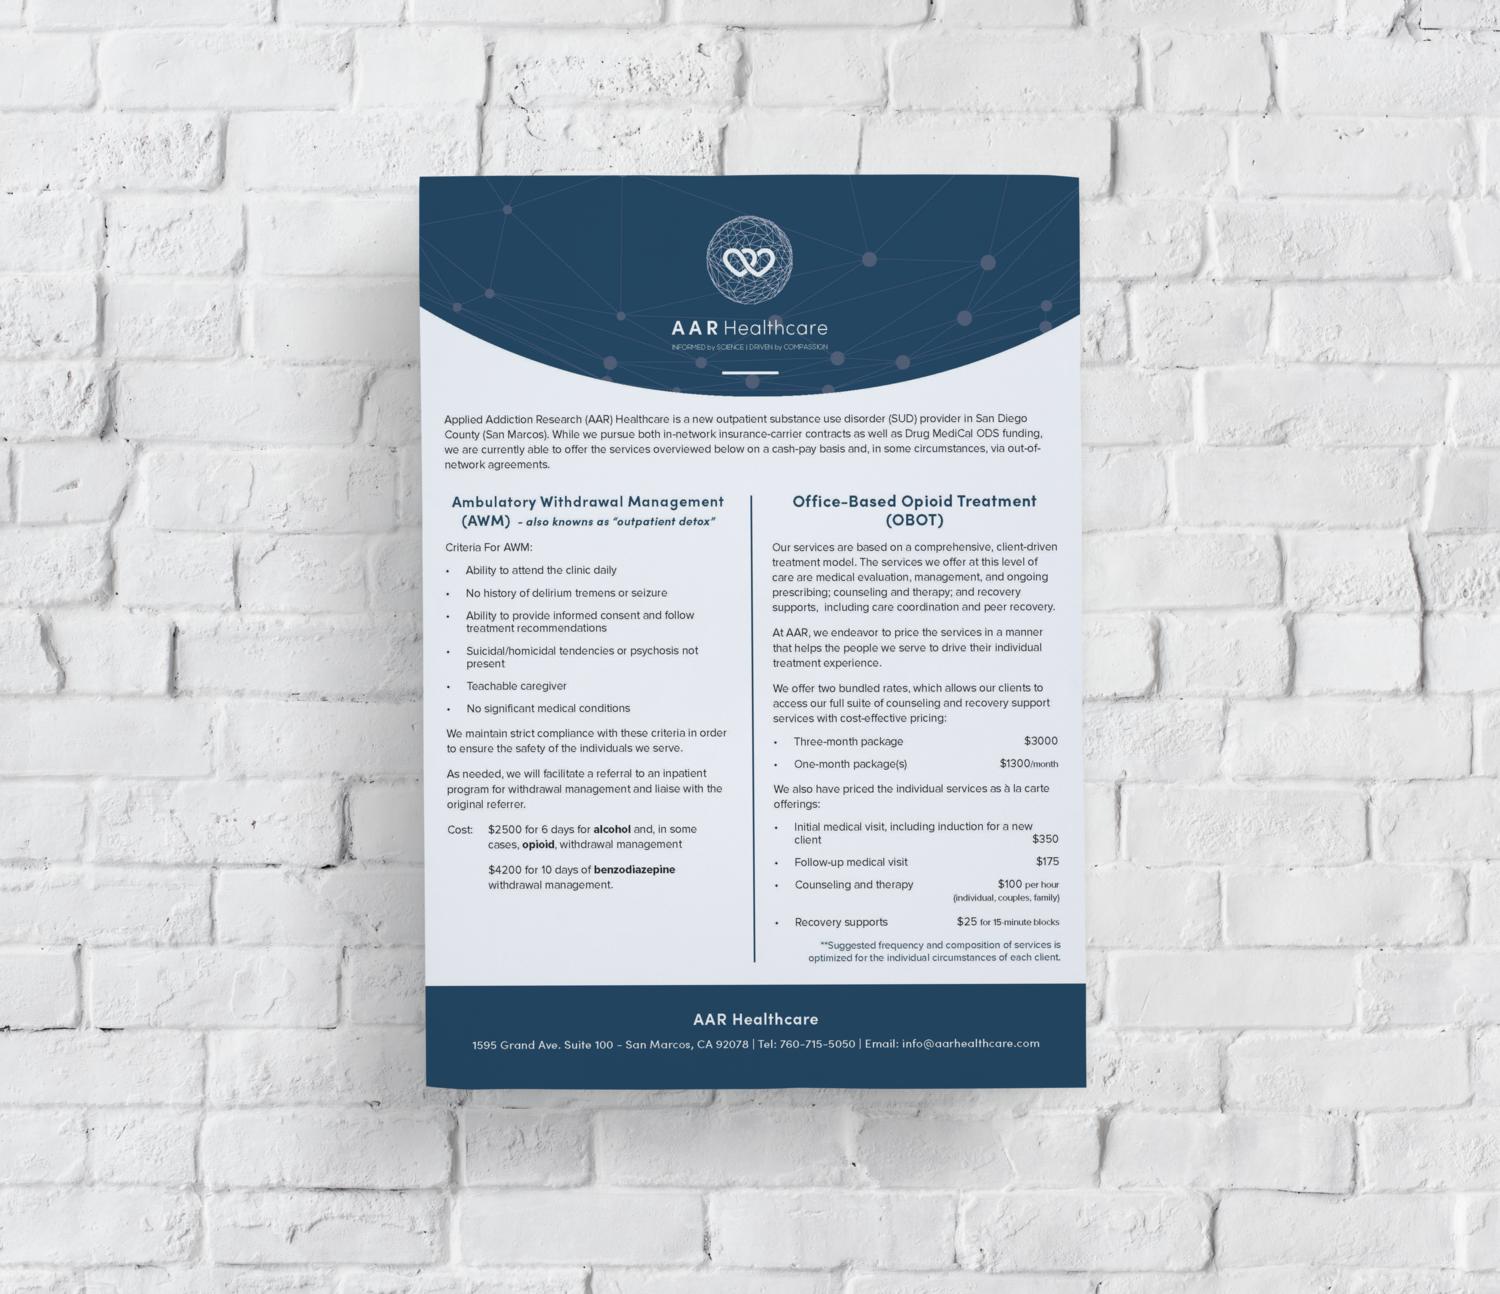 AAR Healthcare
INFORMED by SCIENCE | DRIVEN by COMPASSION
Applied Addiction Research (AAR) Healthcare is a new outpatient substance use disorder (SUD) provider in San Diego
County (San Marcos). While we pursue both in-network insurance-carrier contracts as well as Drug MediCal ODS funding,
we are currently able to offer the services overviewed below on a cash-pay basis and, in some circumstances, via out-of-
network agreements.
Ambulatory Withdrawal Management
(AWM) - also knowns as "outpatient detox"
Criteria For AWM:
• Ability to attend the clinic daily
• No history of delirium tremens or seizure
• Ability to provide informed consent and follow
treatment recommendations
• Suicidal/homicidal tendencies or psychosis not
present
• Teachable caregiver
• No significant medical conditions
We maintain strict compliance with these criteria in order
to ensure the safety of the individuals we serve.
As needed, we will facilitate a referral to an inpatient
program for withdrawal management and liaise with the
original referrer.
Cost: $2500 for 6 days for alcohol and, in some
cases, opioid, withdrawal management
$4200 for 10 days of benzodiazepine
withdrawal management.
Office-Based Opioid Treatment
(OBOT)
Our services are based on a comprehensive, client-driven
treatment model. The services we offer at this level of
care are medical evaluation, management, and ongoing
prescribing; counseling and therapy; and recovery
supports, including care coordination and peer recovery.
At AAR, we endeavor to price the services in a manner
that helps the people we serve to drive their individual
treatment experience.
We offer two bundled rates, which allows our clients to
access our full suite of counseling and recovery support
services with cost-effective pricing:
• Three-month package $3000
• One-month package(s) $1300/month
We also have priced the individual services as à la carte
offerings:
• Initial medical visit, including induction for a new
client $350
• Follow-up medical visit $175
• Counseling and therapy $100 per hour
(individual, couples, family)
• Recovery supports $25 for 15-minute blocks
**Suggested frequency and composition of services is
optimized for the individual circumstances of each client.
AAR Healthcare
1595 Grand Ave. Suite 100 - San Marcos, CA 92078 | Tel: 760-715-5050 | Email: info@aarhealthcare.com